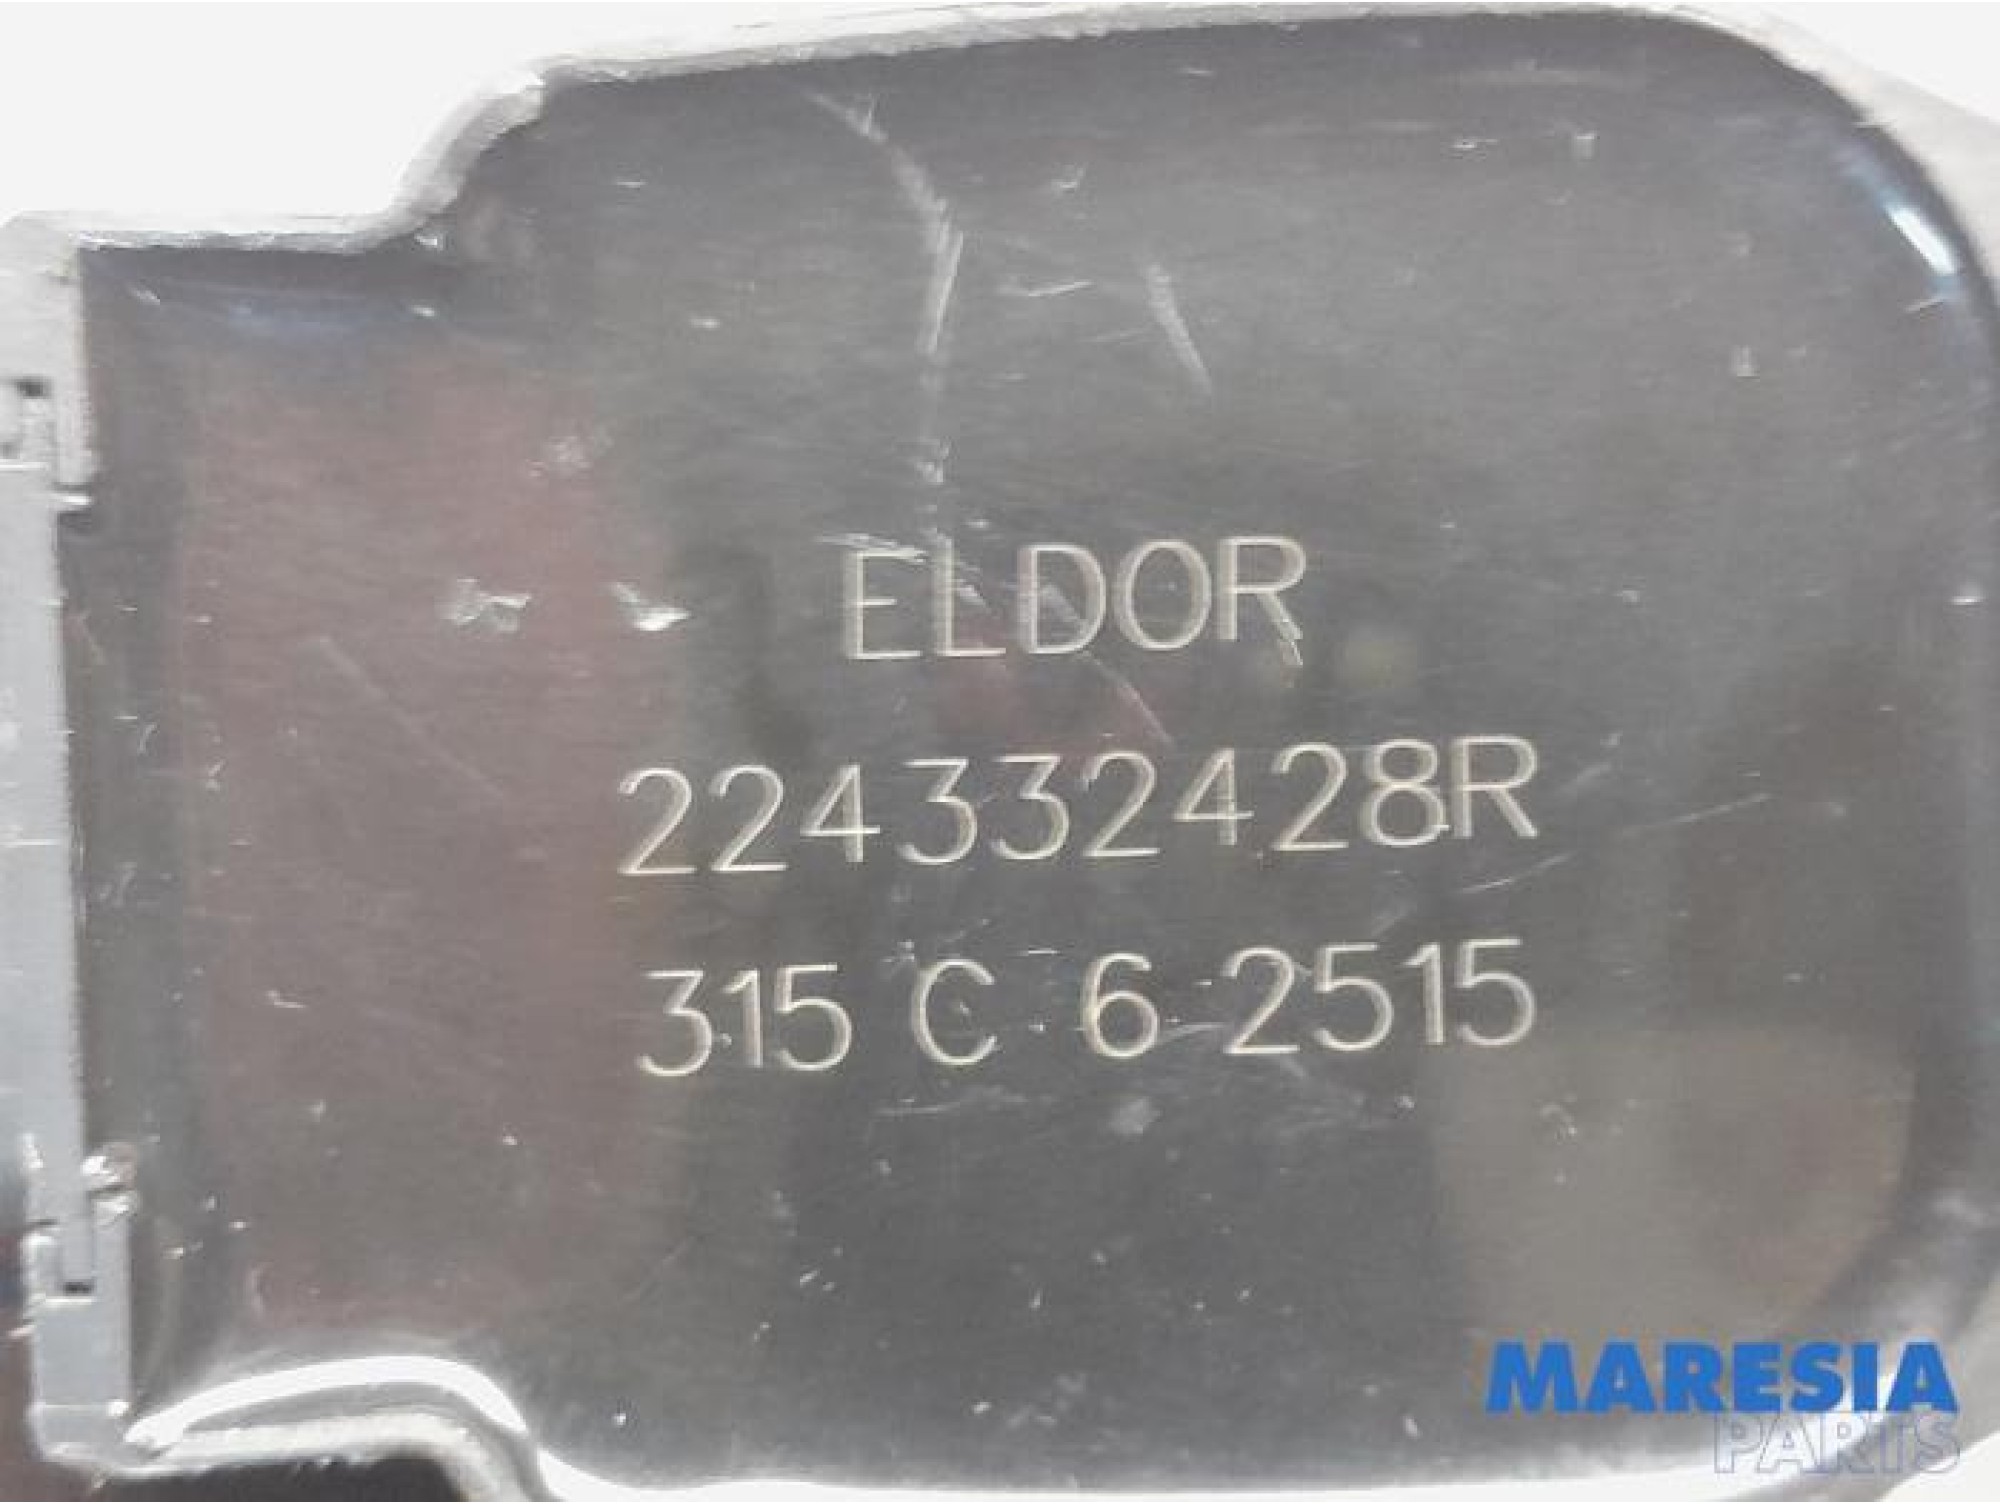 ELDOR
224332428R
315 C 6 2515
MARESIA
PARTS